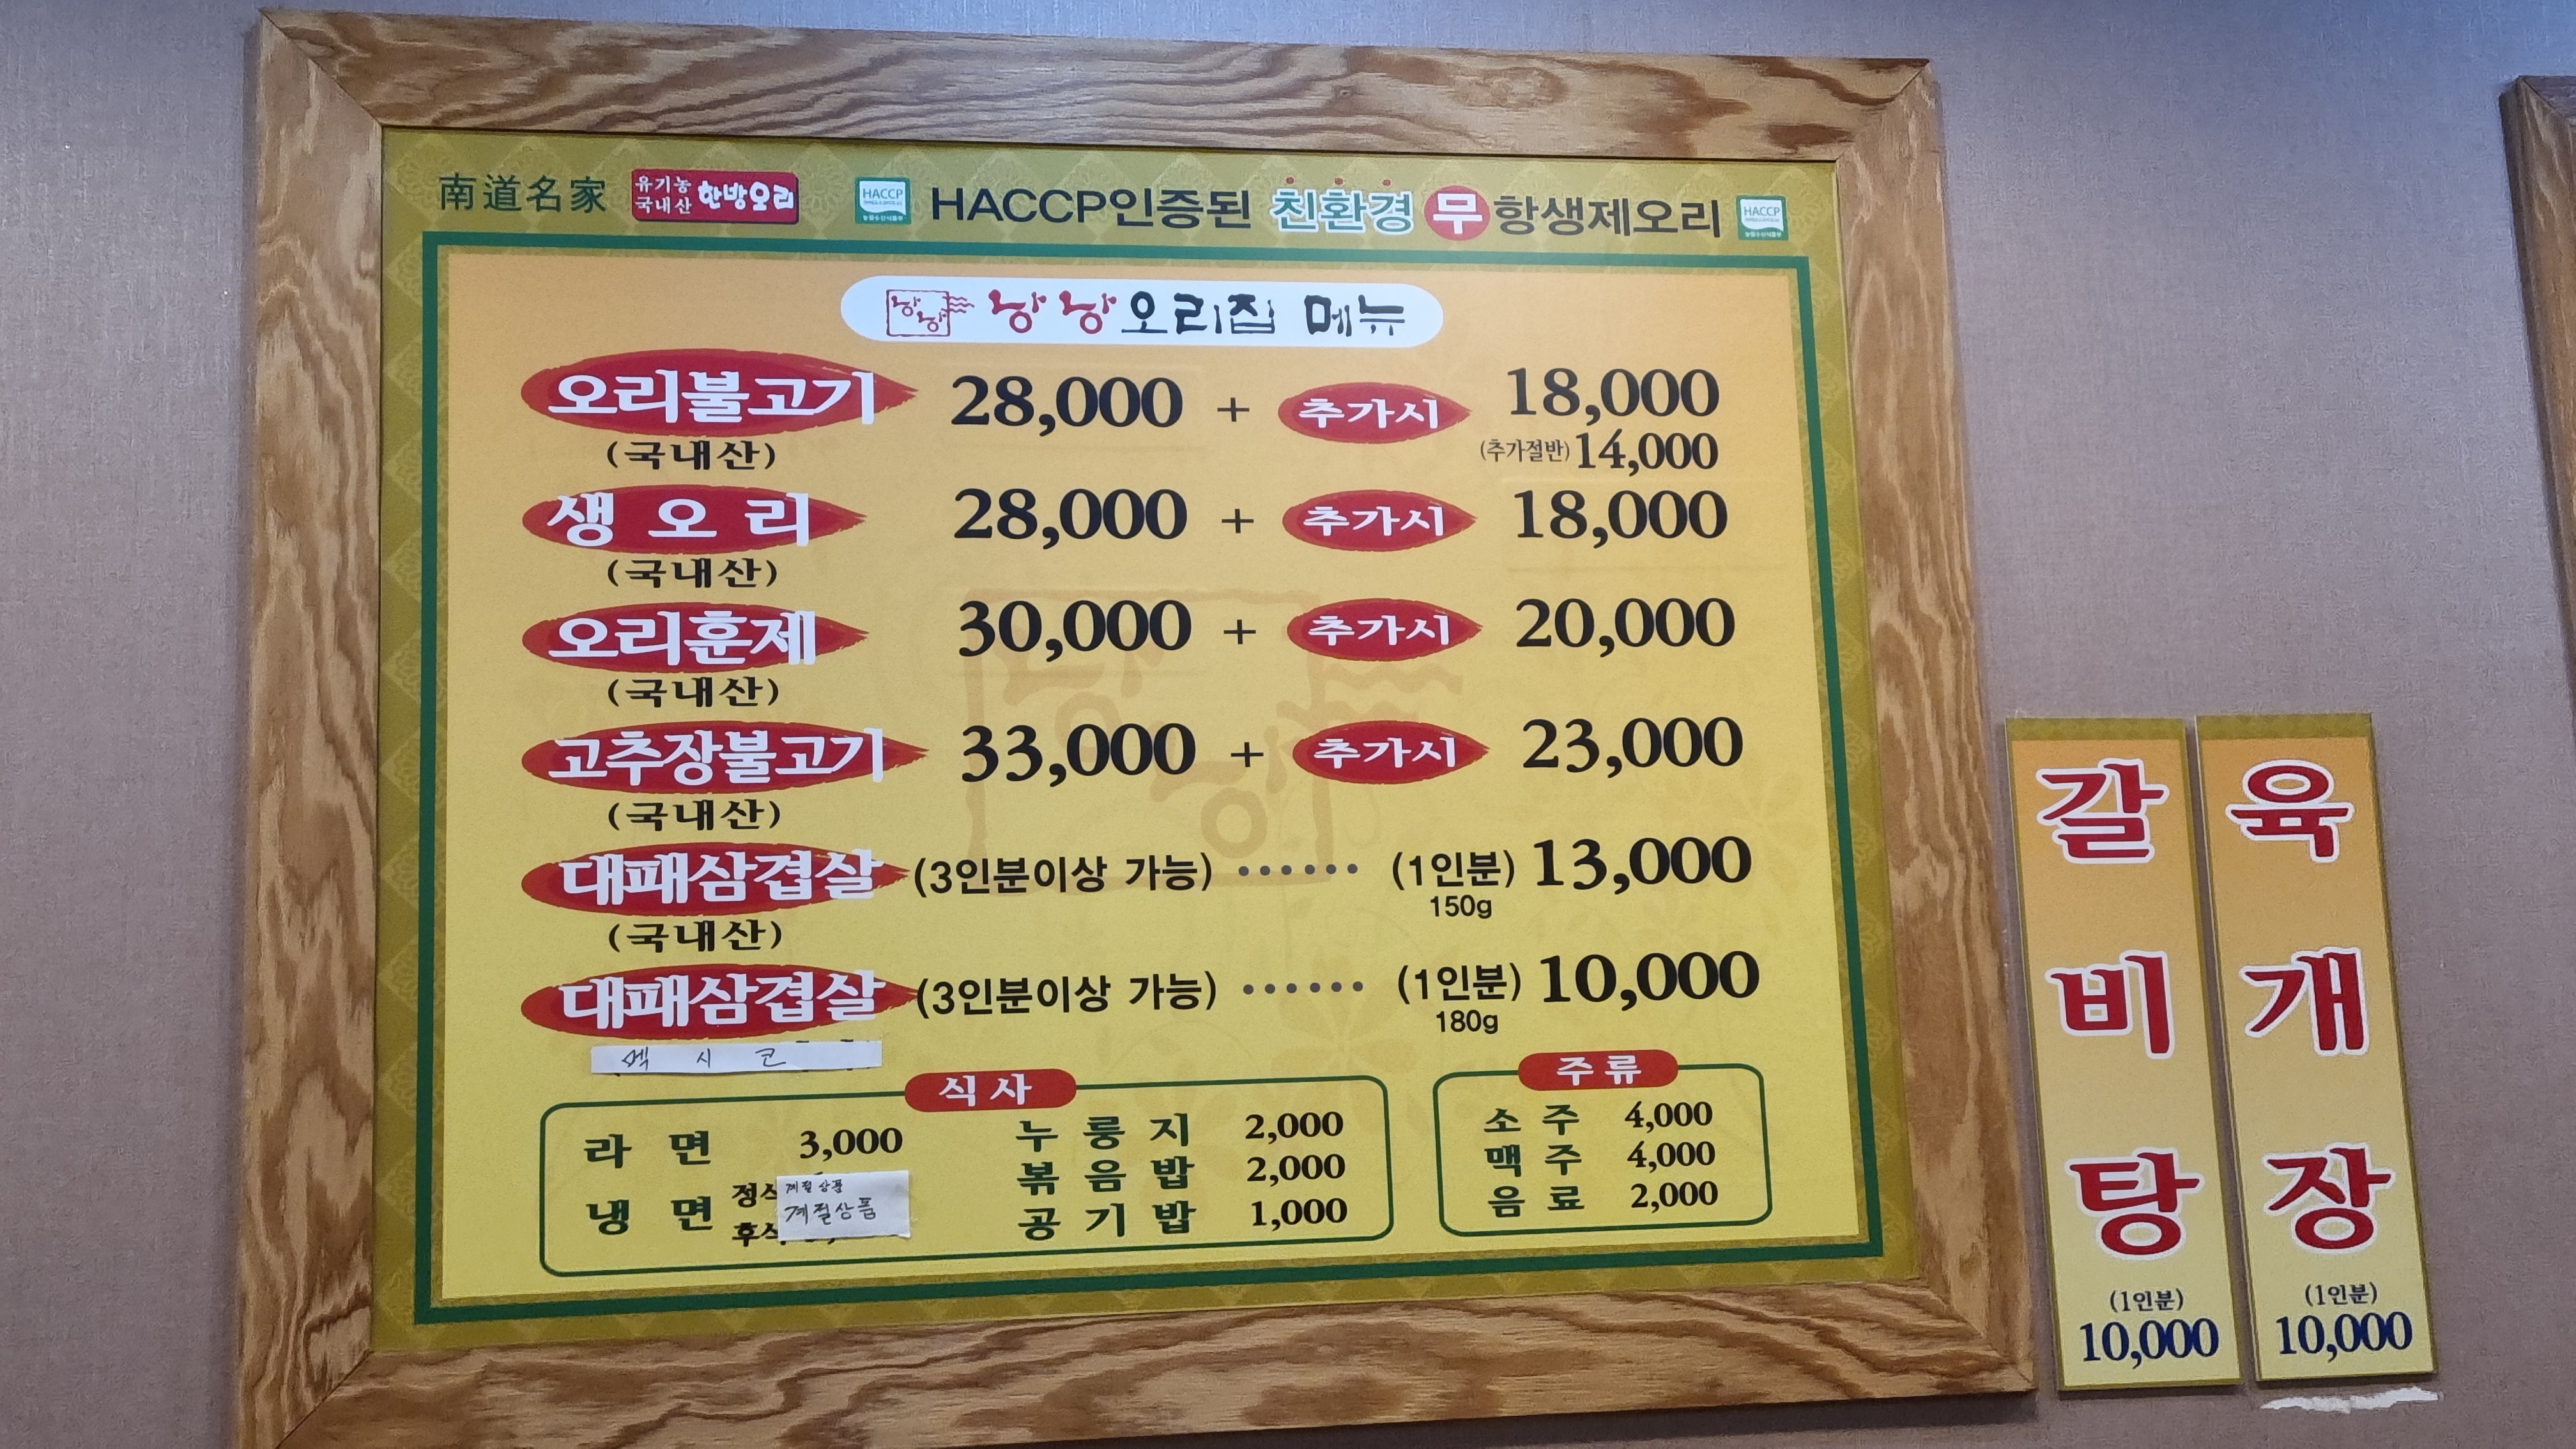 南道名家 유기농 국내산 한방오리 HACCP HACCP인증된 친환경 무항생제오리 HACCP
낭낭 낭낭오리집 메뉴
오리불고기 28,000 + 추가시 18,000
(국내산) (추가절반) 14,000
생오리 28,000 + 추가시 18,000
(국내산)
오리훈제 30,000 + 추가시 20,000
(국내산)
고추장불고기 33,000 + 추가시 23,000
(국내산)
대패삼겹살 (3인분이상 가능) ······ (1인분) 13,000
150g
(국내산)
대패삼겹살 (3인분이상 가능) ······ (1인분) 10,000
180g
멕시코
식사
라면 3,000
냉면 정식 계절상품
후식 계절상품
누룽지 2,000
볶음밥 2,000
공기밥 1,000
주류
소주 4,000
맥주 4,000
음료 2,000
갈비탕
(1인분)
10,000
육개장
(1인분)
10,000